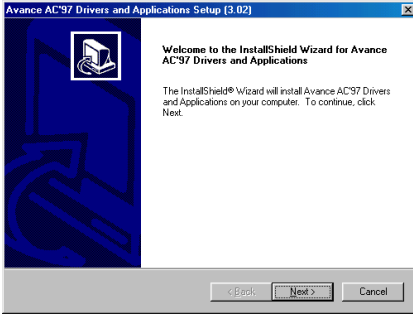 Avance AC'97 Drivers and Applications Setup (3.02)
Welcome to the InstallShield Wizard for Avance
AC'97 Drivers and Applications
The InstallShield® Wizard will install Avance AC'97 Drivers
and Applications on your computer. To continue, click
Next.
< Back Next > Cancel